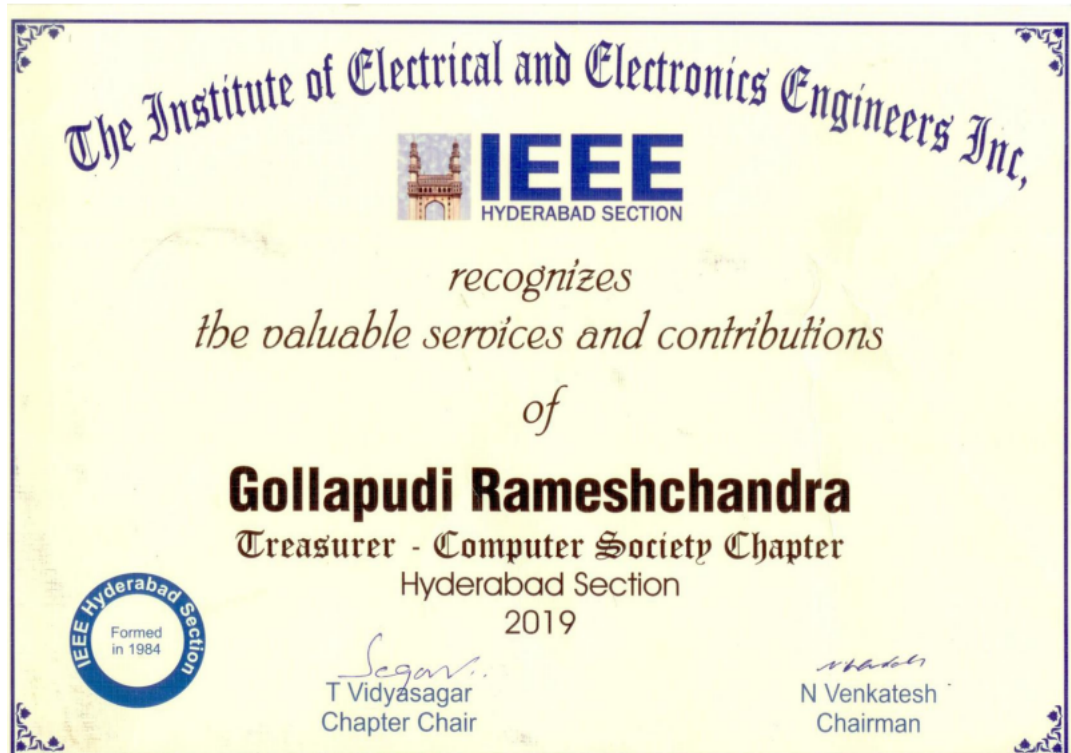 The Institute of Electrical and Electronics Engineers Inc,
IEEE
HYDERABAD SECTION
recognizes
the valuable services and contributions
of
Gollapudi Rameshchandra
Treasurer - Computer Society Chapter
Hyderabad Section
2019
IEEE Hyderabad Section
Formed
in 1984
Sagar
T Vidyasagar
Chapter Chair
N Venkatesh
Chairman